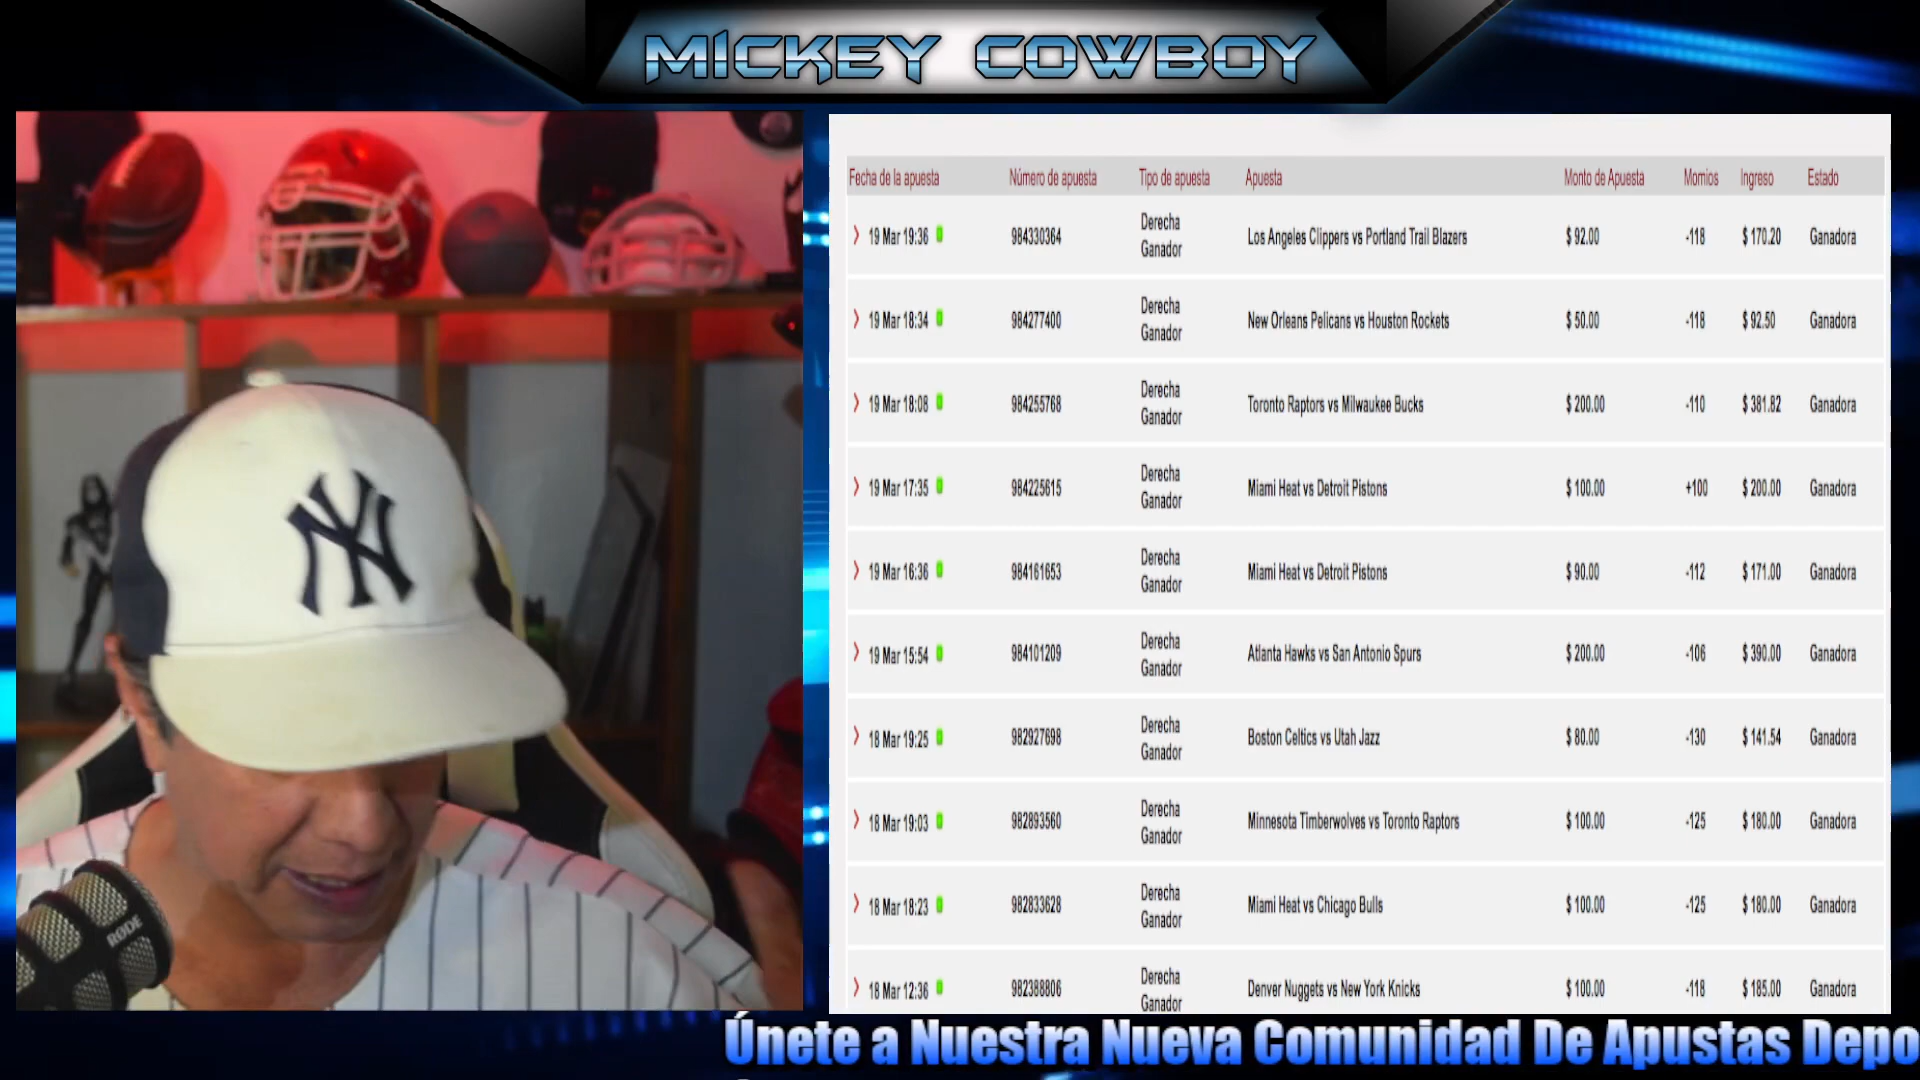 MICKEY COWBOY
Fecha de la apuesta Número de apuesta Tipo de apuesta Apuesta Monto de Apuesta Momios Ingreso Estado
19 Mar 19:36 984330364 Derecha Ganador Los Angeles Clippers vs Portland Trail Blazers $ 92.00 -118 $ 170.20 Ganadora
19 Mar 18:34 984277400 Derecha Ganador New Orleans Pelicans vs Houston Rockets $ 50.00 -118 $ 92.50 Ganadora
19 Mar 18:08 984255768 Derecha Ganador Toronto Raptors vs Milwaukee Bucks $ 200.00 -110 $ 381.82 Ganadora
19 Mar 17:35 984225615 Derecha Ganador Miami Heat vs Detroit Pistons $ 100.00 +100 $ 200.00 Ganadora
19 Mar 16:36 984161653 Derecha Ganador Miami Heat vs Detroit Pistons $ 90.00 -112 $ 171.00 Ganadora
19 Mar 15:54 984101209 Derecha Ganador Atlanta Hawks vs San Antonio Spurs $ 200.00 -106 $ 390.00 Ganadora
18 Mar 19:25 982927698 Derecha Ganador Boston Celtics vs Utah Jazz $ 80.00 -130 $ 141.54 Ganadora
18 Mar 19:03 982893560 Derecha Ganador Minnesota Timberwolves vs Toronto Raptors $ 100.00 -125 $ 180.00 Ganadora
18 Mar 18:23 982833628 Derecha Ganador Miami Heat vs Chicago Bulls $ 100.00 -125 $ 180.00 Ganadora
18 Mar 12:36 982388806 Derecha Ganador Denver Nuggets vs New York Knicks $ 100.00 -118 $ 185.00 Ganadora
NY
RØDE
Únete a Nuestra Nueva Comunidad De Apustas Depo